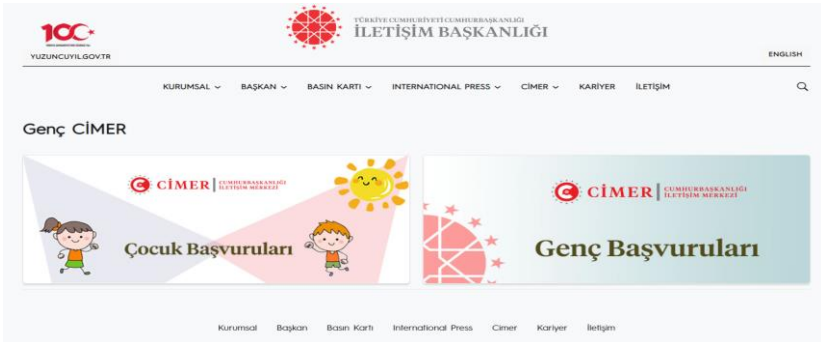 100
YUZUNCUYIL.GOV.TR
TÜRKİYE CUMHURİYETİ CUMHURBAŞKANLIĞI
İLETİŞİM BAŞKANLIĞI
ENGLISH
KURUMSAL BAŞKAN BASIN KARTI INTERNATIONAL PRESS CİMER KARİYER İLETİŞİM
Genç CİMER
CİMER CUMHURBAŞKANLIĞI
İLETİŞİM MERKEZİ
Çocuk Başvuruları
CİMER CUMHURBAŞKANLIĞI
İLETİŞİM MERKEZİ
Genç Başvuruları
Kurumsal Başkan Basın Kartı International Press Cimer Kariyer İletişim